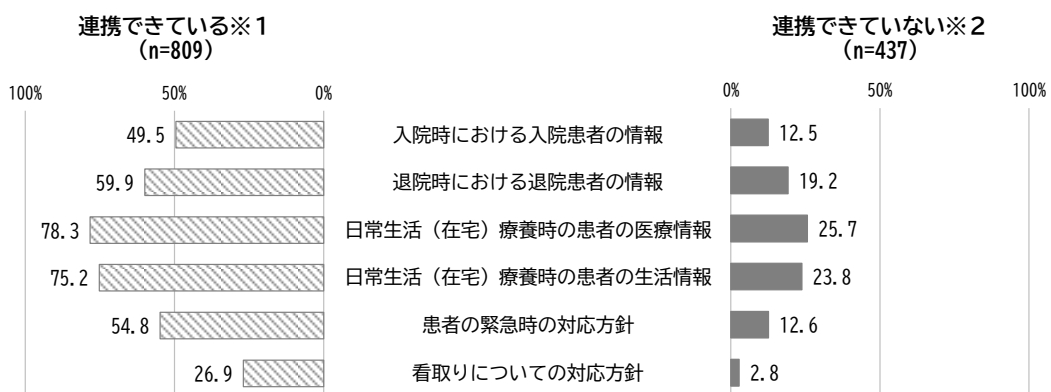 連携できている※1
(n=809)
連携できていない※2
(n=437)
100% 50% 0%
0% 50% 100%
49.5 入院時における入院患者の情報 12.5
59.9 退院時における退院患者の情報 19.2
78.3 日常生活（在宅）療養時の患者の医療情報 25.7
75.2 日常生活（在宅）療養時の患者の生活情報 23.8
54.8 患者の緊急時の対応方針 12.6
26.9 看取りについての対応方針 2.8